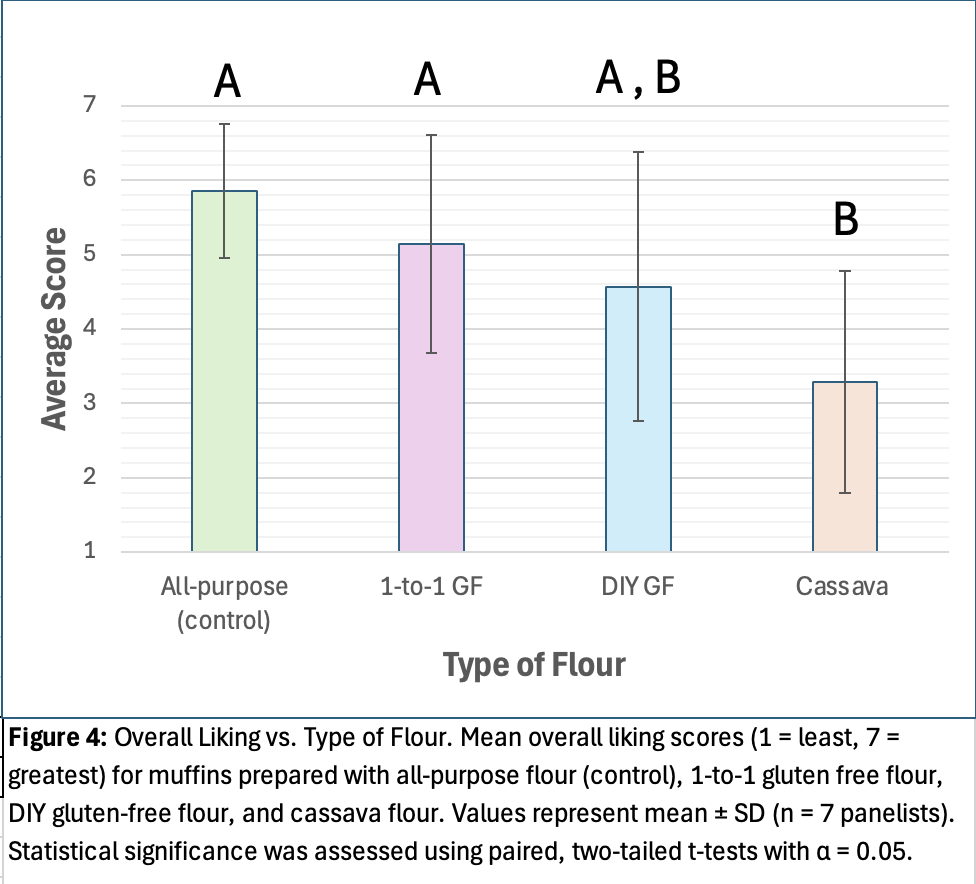 A A A , B
7
6
B
5
4
3
2
1
Average Score
All-purpose
(control)
1-to-1 GF
DIY GF
Cassava
Type of Flour
Figure 4: Overall Liking vs. Type of Flour. Mean overall liking scores (1 = least, 7 =
greatest) for muffins prepared with all-purpose flour (control), 1-to-1 gluten free flour,
DIY gluten-free flour, and cassava flour. Values represent mean ± SD (n = 7 panelists).
Statistical significance was assessed using paired, two-tailed t-tests with α = 0.05.